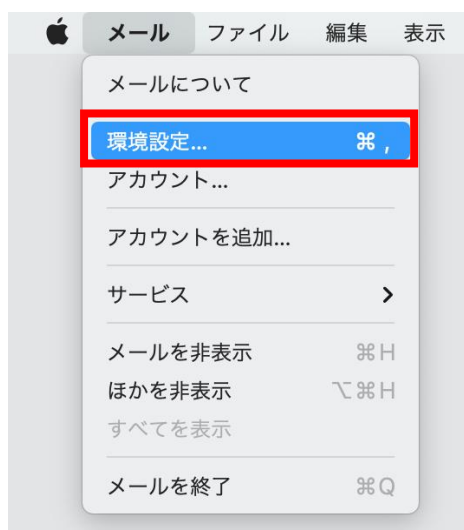 メール ファイル 編集 表示
メールについて
環境設定... ⌘ ,
アカウント...
アカウントを追加...
サービス
メールを非表示 ⌘H
ほかを非表示 ⌥⌘H
すべてを表示
メールを終了 ⌘Q